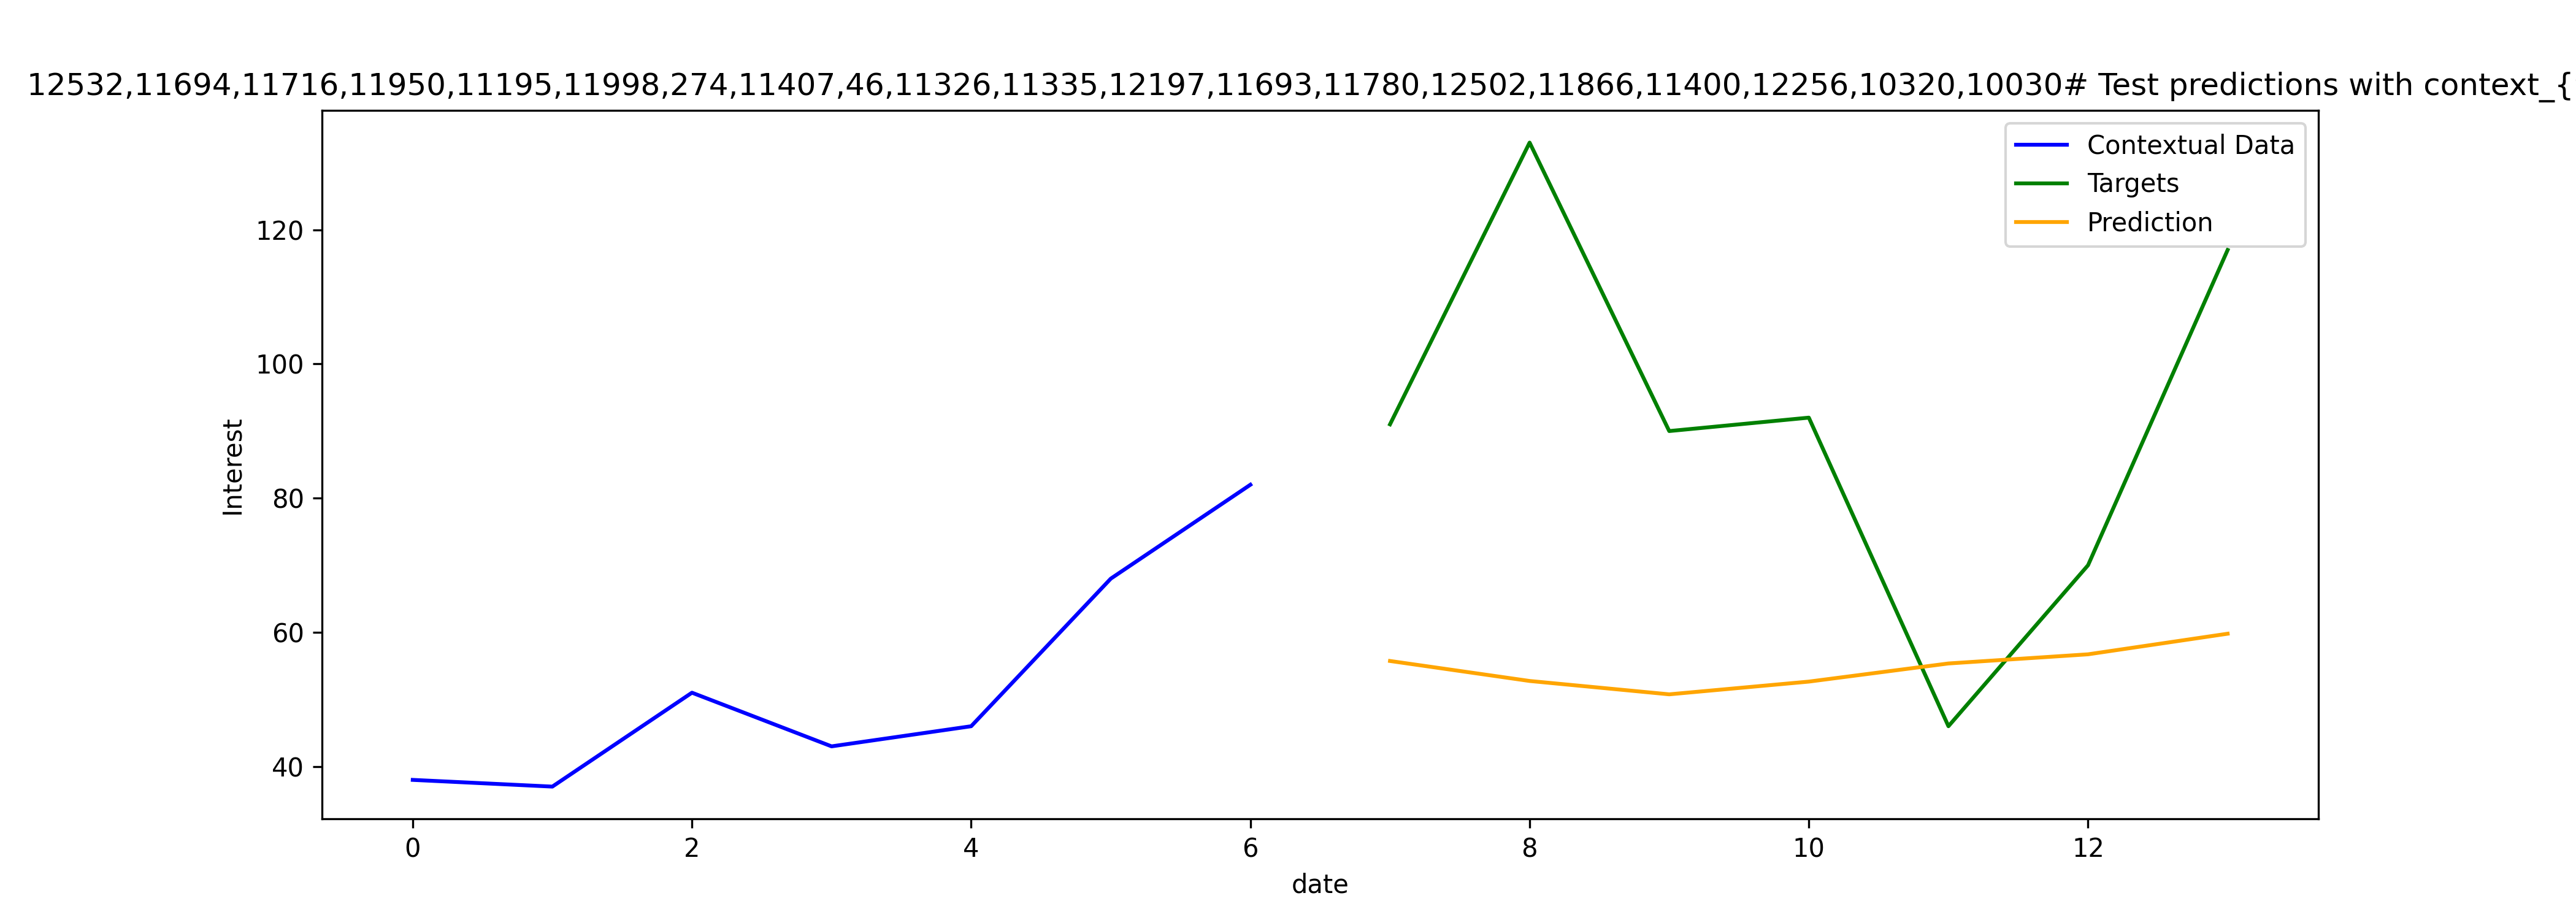 12532,11694,11716,11950,11195,11998,274,11407,46,11326,11335,12197,11693,11780,12502,11866,11400,12256,10320,10030# Test predictions with context_{
Contextual Data
Targets
Prediction
120
100
80
60
40
Interest
0 2 4 6 8 10 12
date